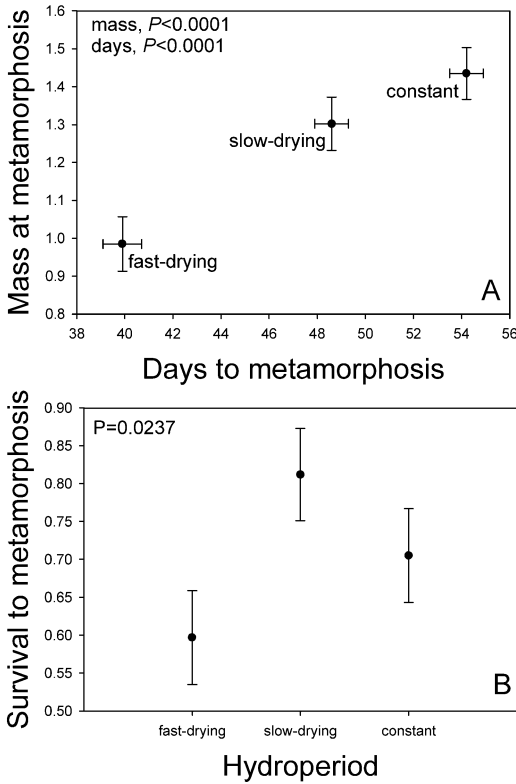 1.6
1.5
1.4
1.3
1.2
1.1
1.0
0.9
0.8
Mass at metamorphosis
mass, P<0.0001
days, P<0.0001
constant
slow-drying
fast-drying
A
38 40 42 44 46 48 50 52 54 56
Days to metamorphosis
0.90
0.85
0.80
0.75
0.70
0.65
0.60
0.55
0.50
Survival to metamorphosis
P=0.0237
B
fast-drying slow-drying constant
Hydroperiod